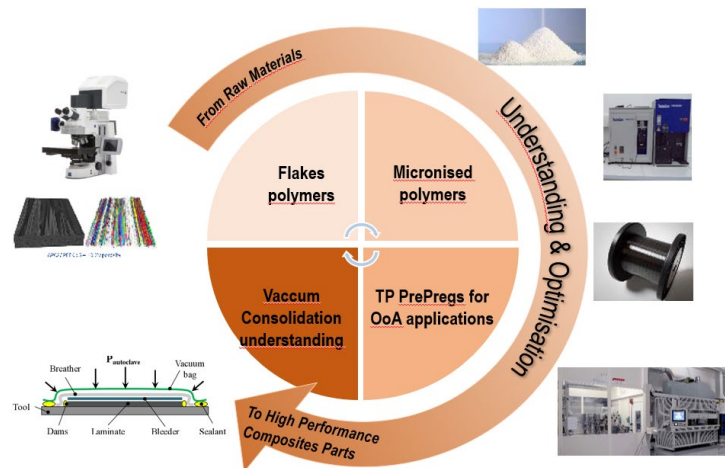 From Raw Materials
Understanding & Optimisation
To High Performance
Composites Parts
Flakes
polymers
Micronised
polymers
Vaccum
Consolidation
understanding
TP PrePregs for
OoA applications
P autoclave
Breather
Vacuum
bag
Tool
Dams
Laminate
Bleeder
Sealant